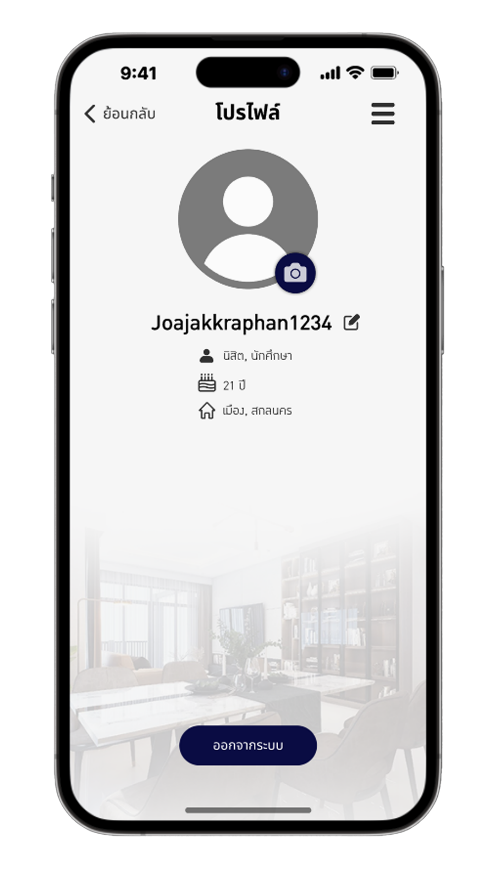 9:41
ย้อนกลับ โปรไฟล์
Joajakkraphan1234
นิสิต, นักศึกษา
21 ปี
เมือง, สกลนคร
ออกจากระบบ